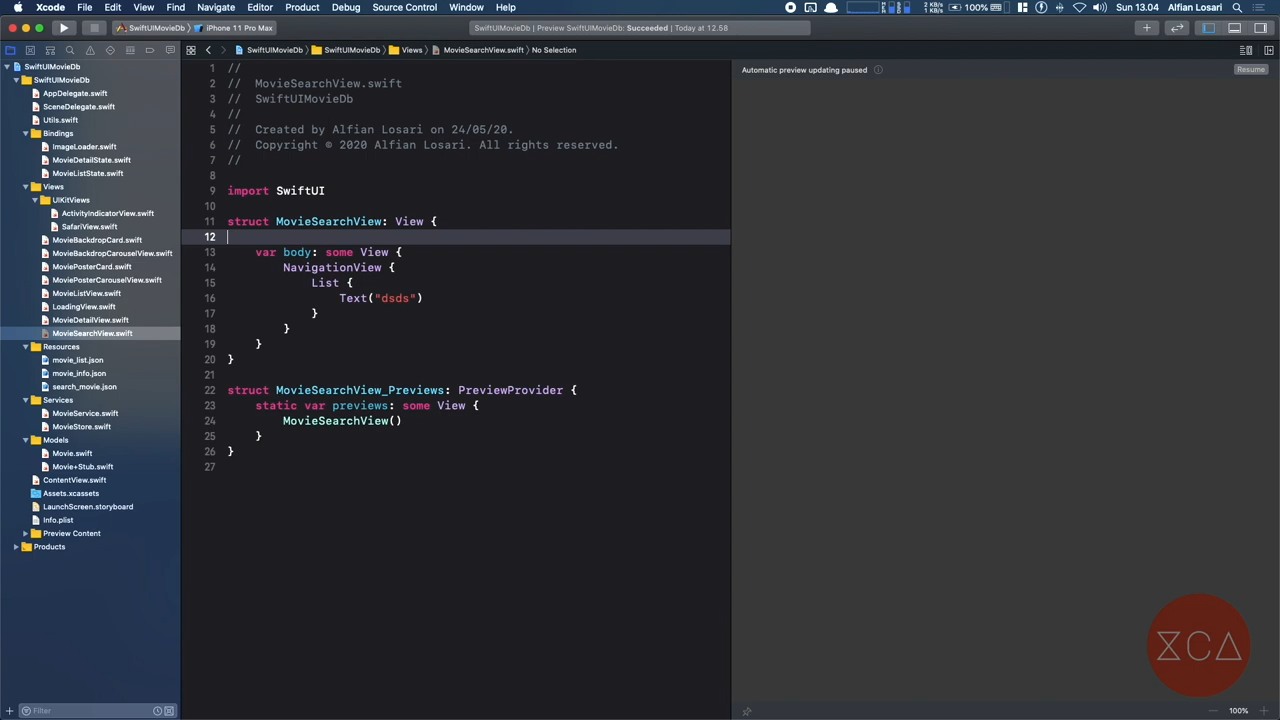 Xcode File Edit View Find Navigate Editor Product Debug Source Control Window Help
2 KB/s
0 KB/s
100%
Sun 13.04 Alfian Losari
SwiftUIMovieDb iPhone 11 Pro Max
SwiftUIMovieDb | Preview SwiftUIMovieDb: Succeeded | Today at 12.58
SwiftUIMovieDb SwiftUIMovieDb Views MovieSearchView.swift No Selection
SwiftUIMovieDb
SwiftUIMovieDb
AppDelegate.swift
SceneDelegate.swift
Utils.swift
Bindings
ImageLoader.swift
MovieDetailState.swift
MovieListState.swift
Views
UIKitViews
ActivityIndicatorView.swift
SafariView.swift
MovieBackdropCard.swift
MovieBackdropCarouselView.swift
MoviePosterCard.swift
MoviePosterCarouselView.swift
MovieListView.swift
LoadingView.swift
MovieDetailView.swift
MovieSearchView.swift
Resources
movie_list.json
movie_info.json
search_movie.json
Services
MovieService.swift
MovieStore.swift
Models
Movie.swift
Movie+Stub.swift
ContentView.swift
Assets.xcassets
LaunchScreen.storyboard
Info.plist
Preview Content
Products
Filter
1 //
2 // MovieSearchView.swift
3 // SwiftUIMovieDb
4 //
5 // Created by Alfian Losari on 24/05/20.
6 // Copyright © 2020 Alfian Losari. All rights reserved.
7 //
8
9 import SwiftUI
10
11 struct MovieSearchView: View {
12
13 var body: some View {
14 NavigationView {
15 List {
16 Text("dsds")
17 }
18 }
19 }
20 }
21
22 struct MovieSearchView_Previews: PreviewProvider {
23 static var previews: some View {
24 MovieSearchView()
25 }
26 }
27
Automatic preview updating paused
Resume
XCA
100%